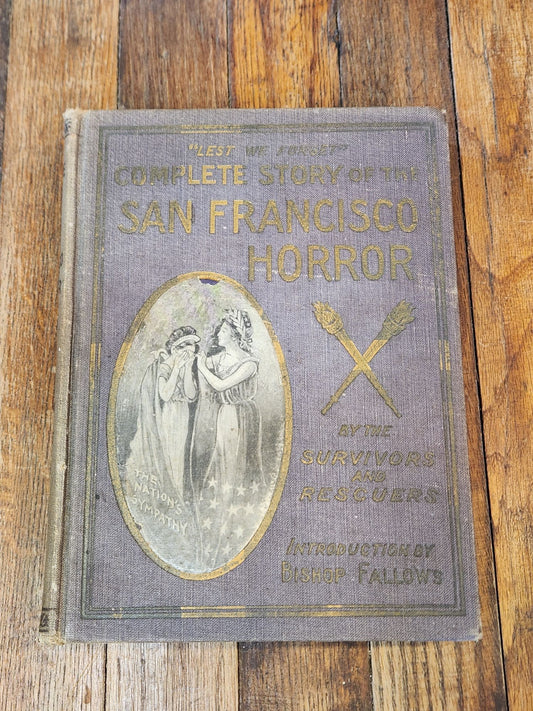 "LEST WE FORGET"
COMPLETE STORY OF THE
SAN FRANCISCO
HORROR
BY THE
SURVIVORS
AND
RESCUERS
THE
NATION'S
SYMPATHY
INTRODUCTION BY
BISHOP FALLOWS